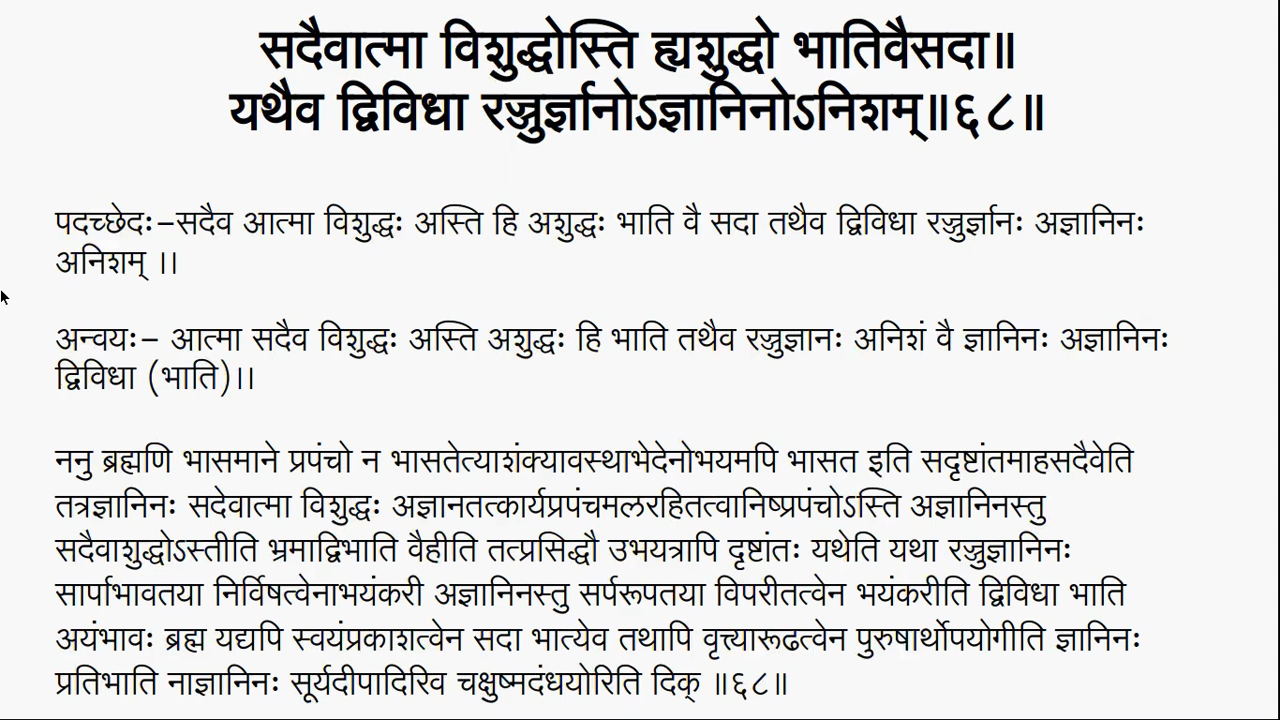 सदैवात्मा विशुद्धोस्ति ह्यशुद्धो भातिवैसदा॥
यथैव द्विविधा रज्जुर्ज्ञानोऽज्ञानिनोऽनिशम्॥६८॥
पदच्छेदः–सदैव आत्मा विशुद्धः अस्ति हि अशुद्धः भाति वै सदा तथैव द्विविधा रज्जुर्ज्ञानः अज्ञानिनः
अनिशम् ।।
अन्वयः– आत्मा सदैव विशुद्धः अस्ति अशुद्धः हि भाति तथैव रज्जुज्ञानः अनिशं वै ज्ञानिनः अज्ञानिनः
द्विविधा (भाति)।।
ननु ब्रह्मणि भासमाने प्रपंचो न भासतेत्याशंक्यावस्थाभेदेनोभयमपि भासत इति सदृष्टांतमाहसदैवेति
तत्रज्ञानिनः सदेवात्मा विशुद्धः अज्ञानतत्कार्यप्रपंचमलरहितत्वानिष्प्रपंचोऽस्ति अज्ञानिनस्तु
सदैवाशुद्धोऽस्तीति भ्रमाद्विभाति वैहीति तत्प्रसिद्धौ उभयत्रापि दृष्टांतः यथेति यथा रज्जुज्ञानिनः
सार्पाभावतया निर्विषत्वेनाभयंकरी अज्ञानिनस्तु सर्परूपतया विपरीतत्वेन भयंकरीति द्विविधा भाति
अयंभावः ब्रह्म यद्यपि स्वयंप्रकाशत्वेन सदा भात्येव तथापि वृत्त्यारूढत्वेन पुरुषार्थोपयोगीति ज्ञानिनः
प्रतिभाति नाज्ञानिनः सूर्यदीपादिरिव चक्षुष्मदंधयोरिति दिक् ॥६८॥